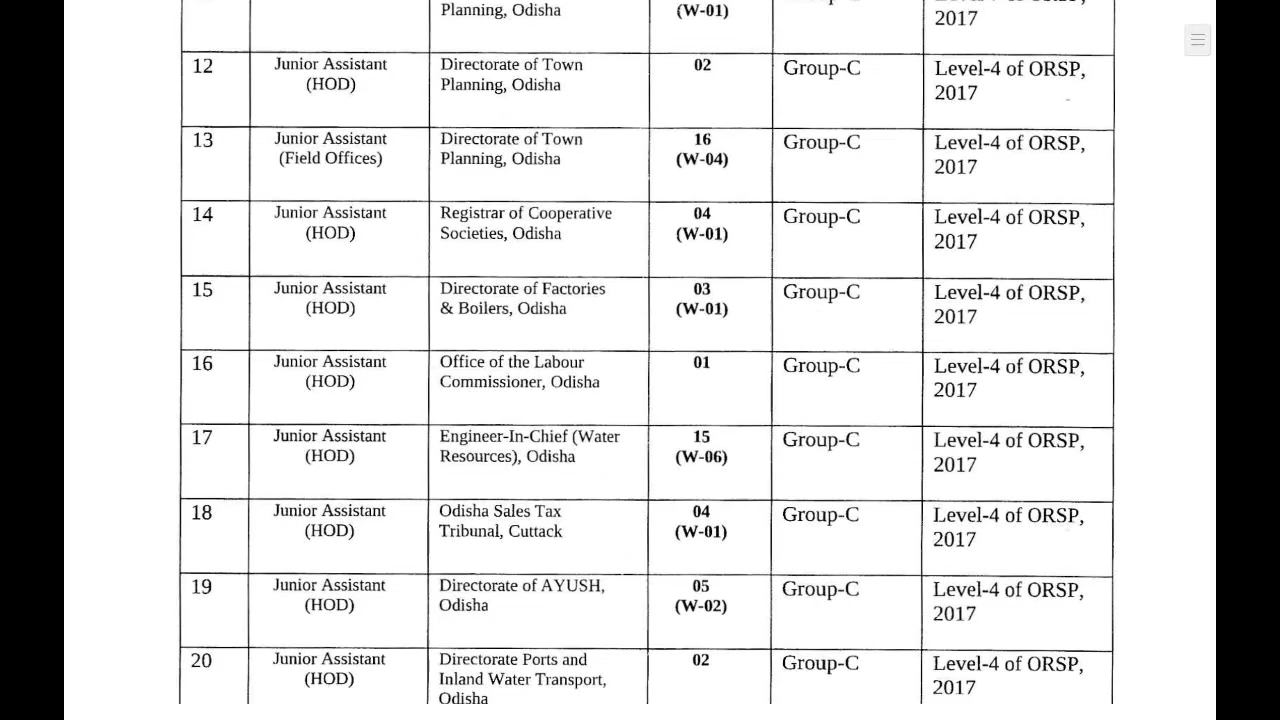 Planning, Odisha
(W-01)
2017
12
Junior Assistant
(HOD)
Directorate of Town
Planning, Odisha
02
Group-C
Level-4 of ORSP,
2017
13
Junior Assistant
(Field Offices)
Directorate of Town
Planning, Odisha
16
(W-04)
Group-C
Level-4 of ORSP,
2017
14
Junior Assistant
(HOD)
Registrar of Cooperative
Societies, Odisha
04
(W-01)
Group-C
Level-4 of ORSP,
2017
15
Junior Assistant
(HOD)
Directorate of Factories
& Boilers, Odisha
03
(W-01)
Group-C
Level-4 of ORSP,
2017
16
Junior Assistant
(HOD)
Office of the Labour
Commissioner, Odisha
01
Group-C
Level-4 of ORSP,
2017
17
Junior Assistant
(HOD)
Engineer-In-Chief (Water
Resources), Odisha
15
(W-06)
Group-C
Level-4 of ORSP,
2017
18
Junior Assistant
(HOD)
Odisha Sales Tax
Tribunal, Cuttack
04
(W-01)
Group-C
Level-4 of ORSP,
2017
19
Junior Assistant
(HOD)
Directorate of AYUSH,
Odisha
05
(W-02)
Group-C
Level-4 of ORSP,
2017
20
Junior Assistant
(HOD)
Directorate Ports and
Inland Water Transport,
Odisha
02
Group-C
Level-4 of ORSP,
2017